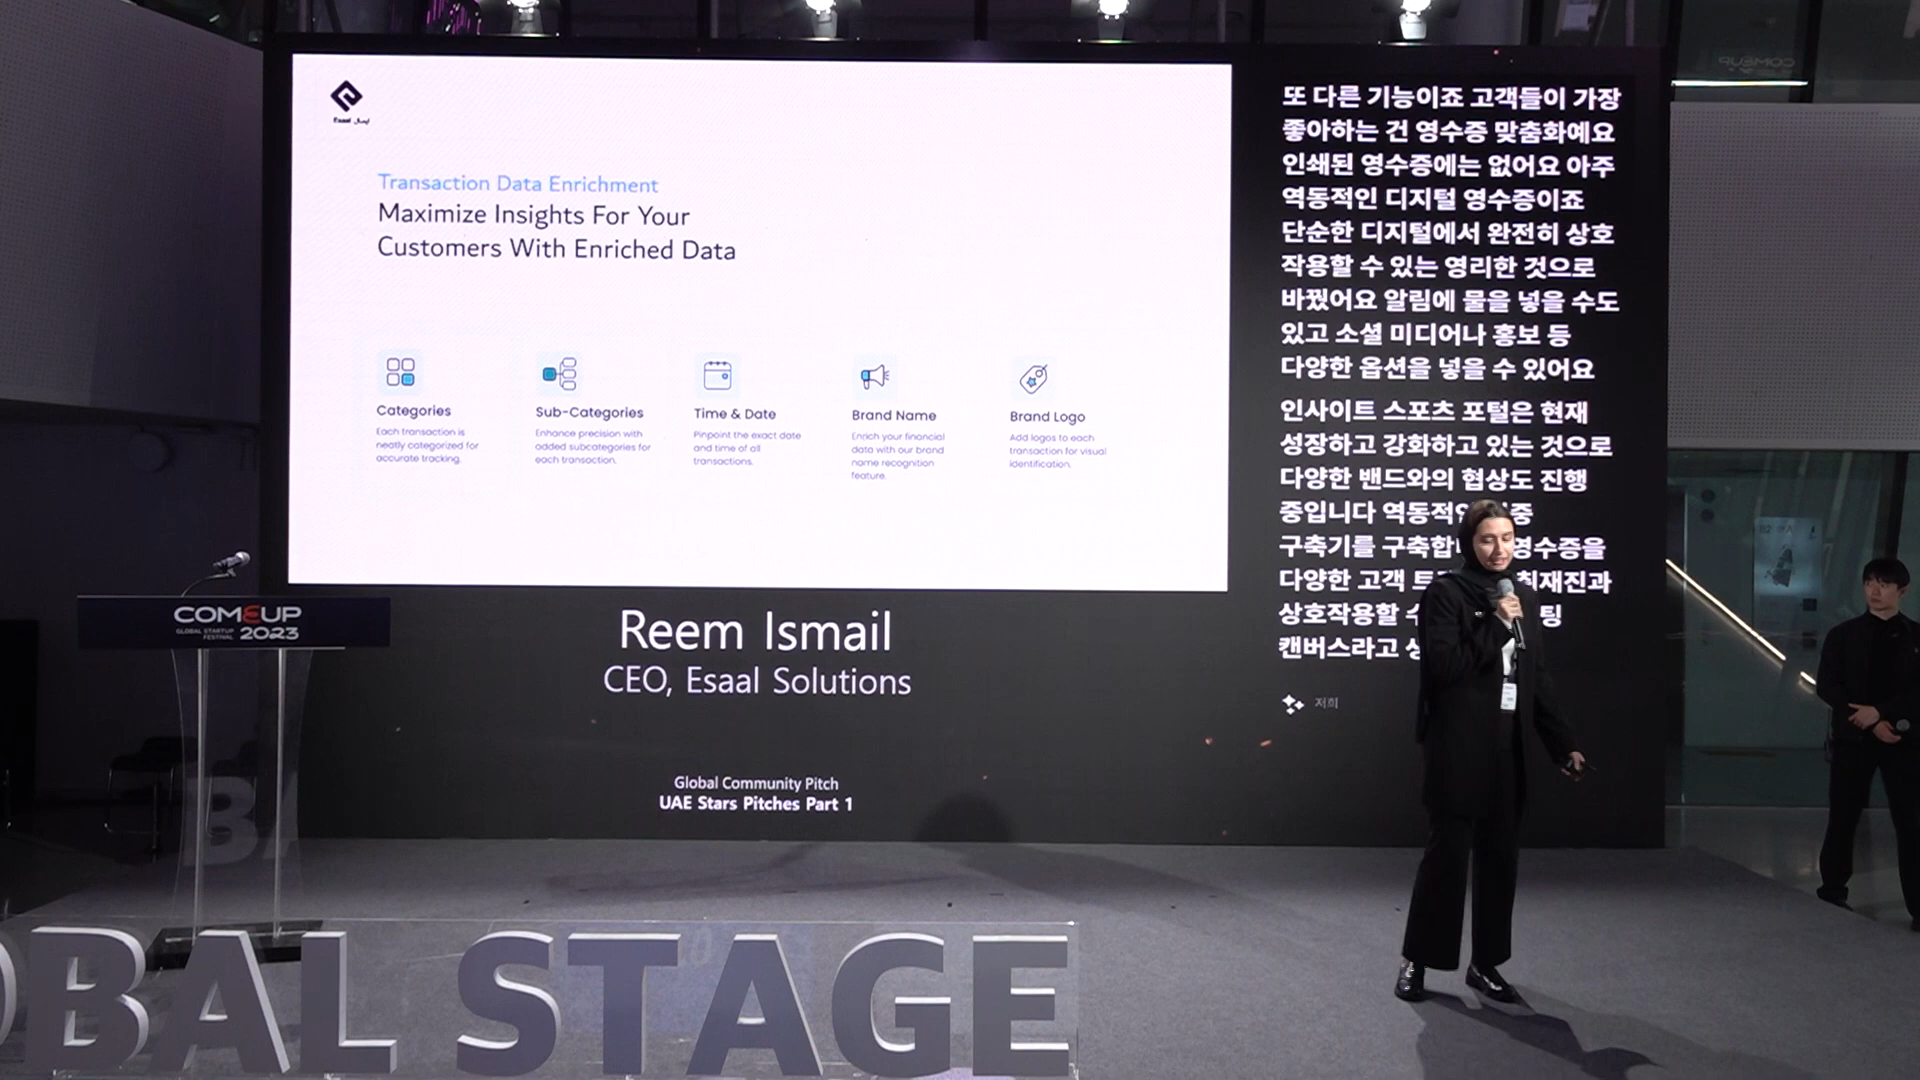 Esaal ايسال
Transaction Data Enrichment
Maximize Insights For Your
Customers With Enriched Data
Categories
Each transaction is
neatly categorized for
accurate tracking.
Sub-Categories
Enhance precision with
added subcategories for
each transaction.
Time & Date
Pinpoint the exact date
and time of all
transactions.
Brand Name
Enrich your financial
data with our brand
name recognition
feature.
Brand Logo
Add logos to each
transaction for visual
identification.
또 다른 기능이죠 고객들이 가장
좋아하는 건 영수증 맞춤화예요
인쇄된 영수증에는 없어요 아주
역동적인 디지털 영수증이죠
단순한 디지털에서 완전히 상호
작용할 수 있는 영리한 것으로
바꿨어요 알림에 물을 넣을 수도
있고 소셜 미디어나 홍보 등
다양한 옵션을 넣을 수 있어요
인사이트 스포츠 포털은 현재
성장하고 강화하고 있는 것으로
다양한 밴드와의 협상도 진행
중입니다 역동적인 중
구축기를 구축합 영수증을
다양한 고객 취재진과
상호작용할 수 팅
캔버스라고
저희
Reem Ismail
CEO, Esaal Solutions
Global Community Pitch
UAE Stars Pitches Part 1
COMEUP
GLOBAL STARTUP
FESTIVAL 2023
OBAL STAGE
COMEUP